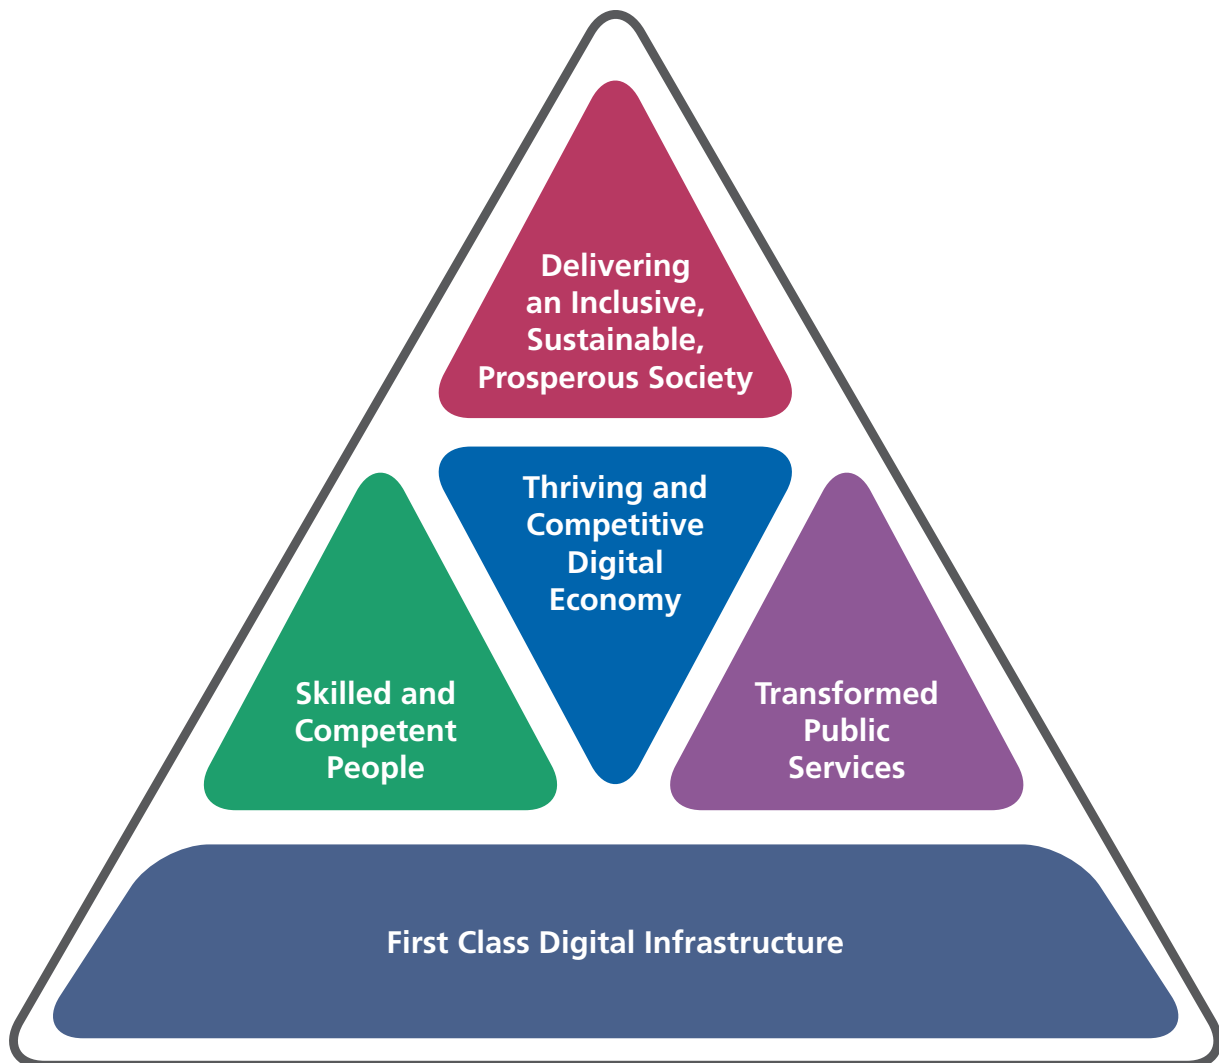 Delivering
an Inclusive,
Sustainable,
Prosperous Society
Thriving and
Competitive
Digital
Economy
Skilled and
Competent
People
Transformed
Public
Services
First Class Digital Infrastructure